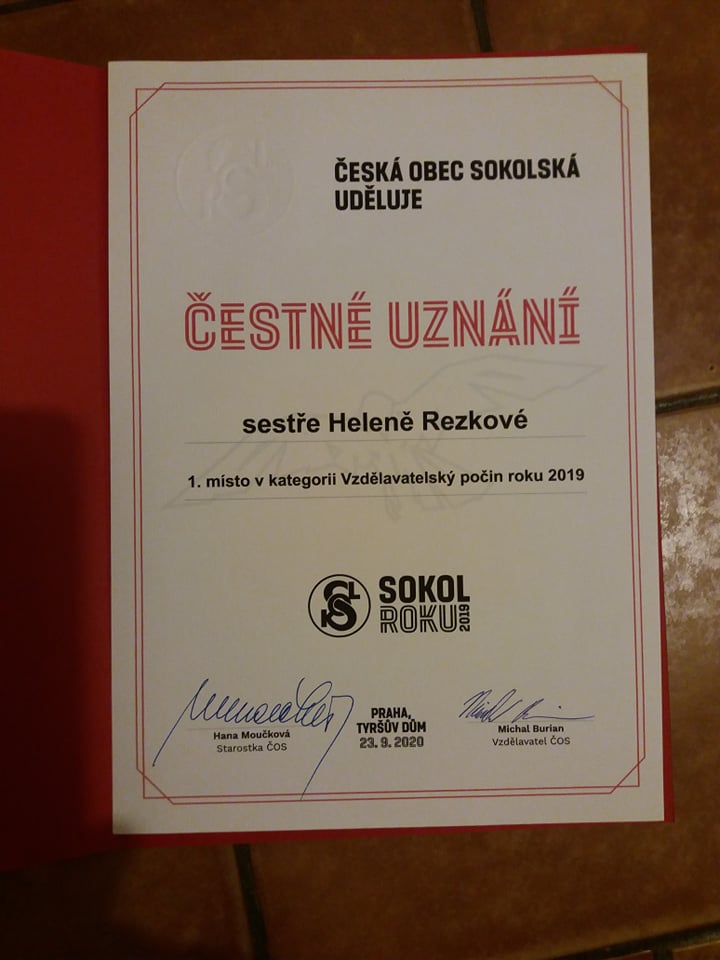 ČESKÁ OBEC SOKOLSKÁ
UDĚLUJE
ČESTNÉ UZNÁNÍ
sestře Heleně Rezkové
1. místo v kategorii Vzdělavatelský počin roku 2019
SOKOL
ROKU 2019
Hana Moučková
Starostka ČOS
PRAHA,
TYRŠŮV DŮM
23. 9. 2020
Michal Burian
Vzdělavatel ČOS